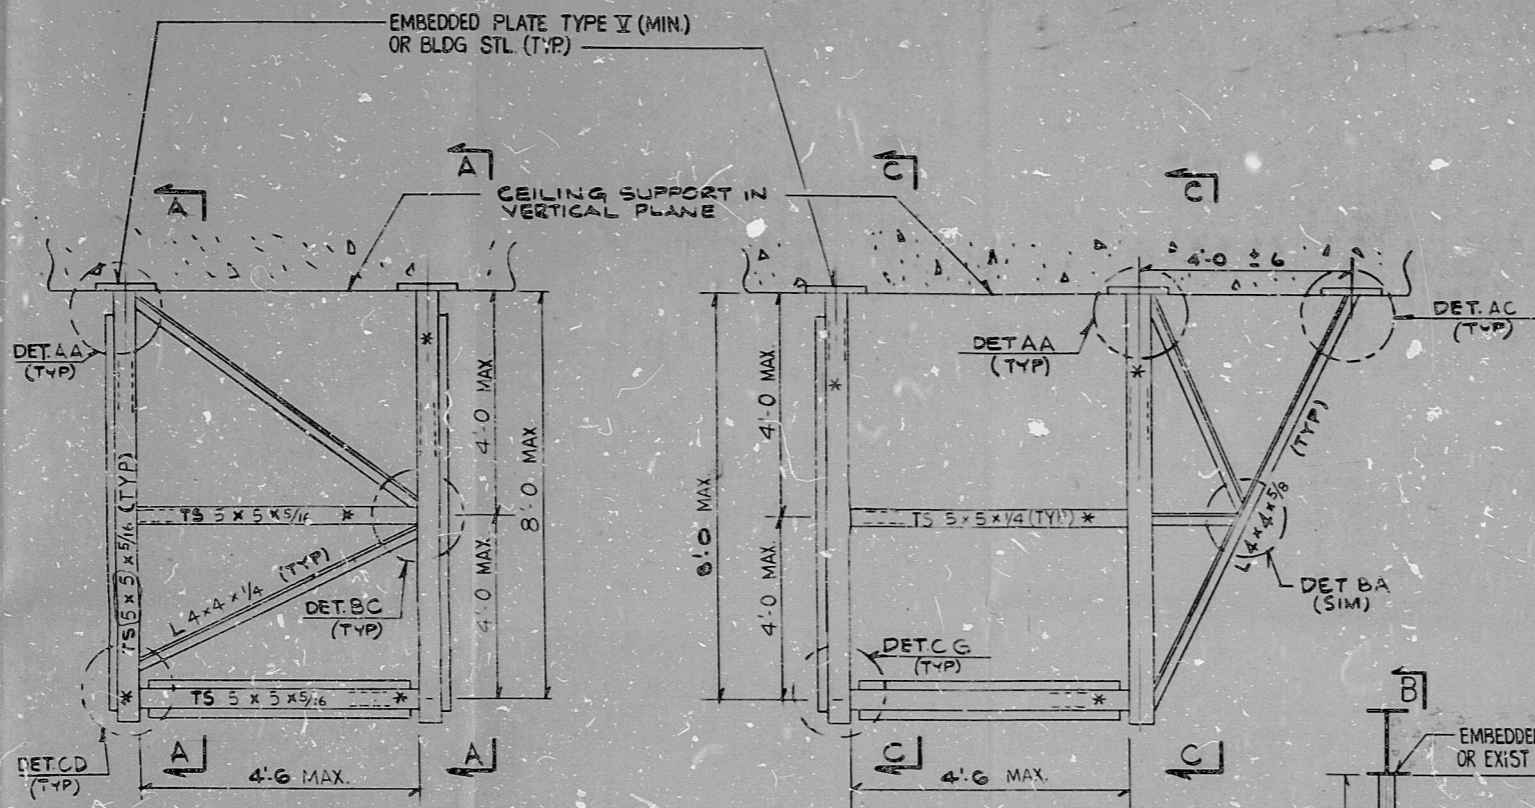 EMBEDDED PLATE TYPE V (MIN.)
OR BLDG STL. (TYP.)
A
A
CEILING SUPPORT IN
VERTICAL PLANE
C
C
4'-0 ± 6
DET. AA
(TYP)
*
4'-0 MAX
8'-0 MAX
TS 5 x 5 x 5/16 (TYP)
TS 5 x 5 x 5/16 *
L 4 x 4 x 1/4 (TYP)
DET. BC
(TYP)
4'-0 MAX
* TS 5 x 5 x 5/16 *
DET. CD
(TYP)
A
A
4'-6 MAX.
8'-0 MAX
4'-0 MAX
*
DET AA
(TYP)
*
DET. AC
(TYP)
(TYP)
TS 5 x 5 x 1/4 (TYP) *
L 4 x 4 x 5/8
DET BA
(SIM)
4'-0 MAX
DET. CG
(TYP)
*
C
C
4'-6 MAX.
B
EMBEDDED
OR EXIST